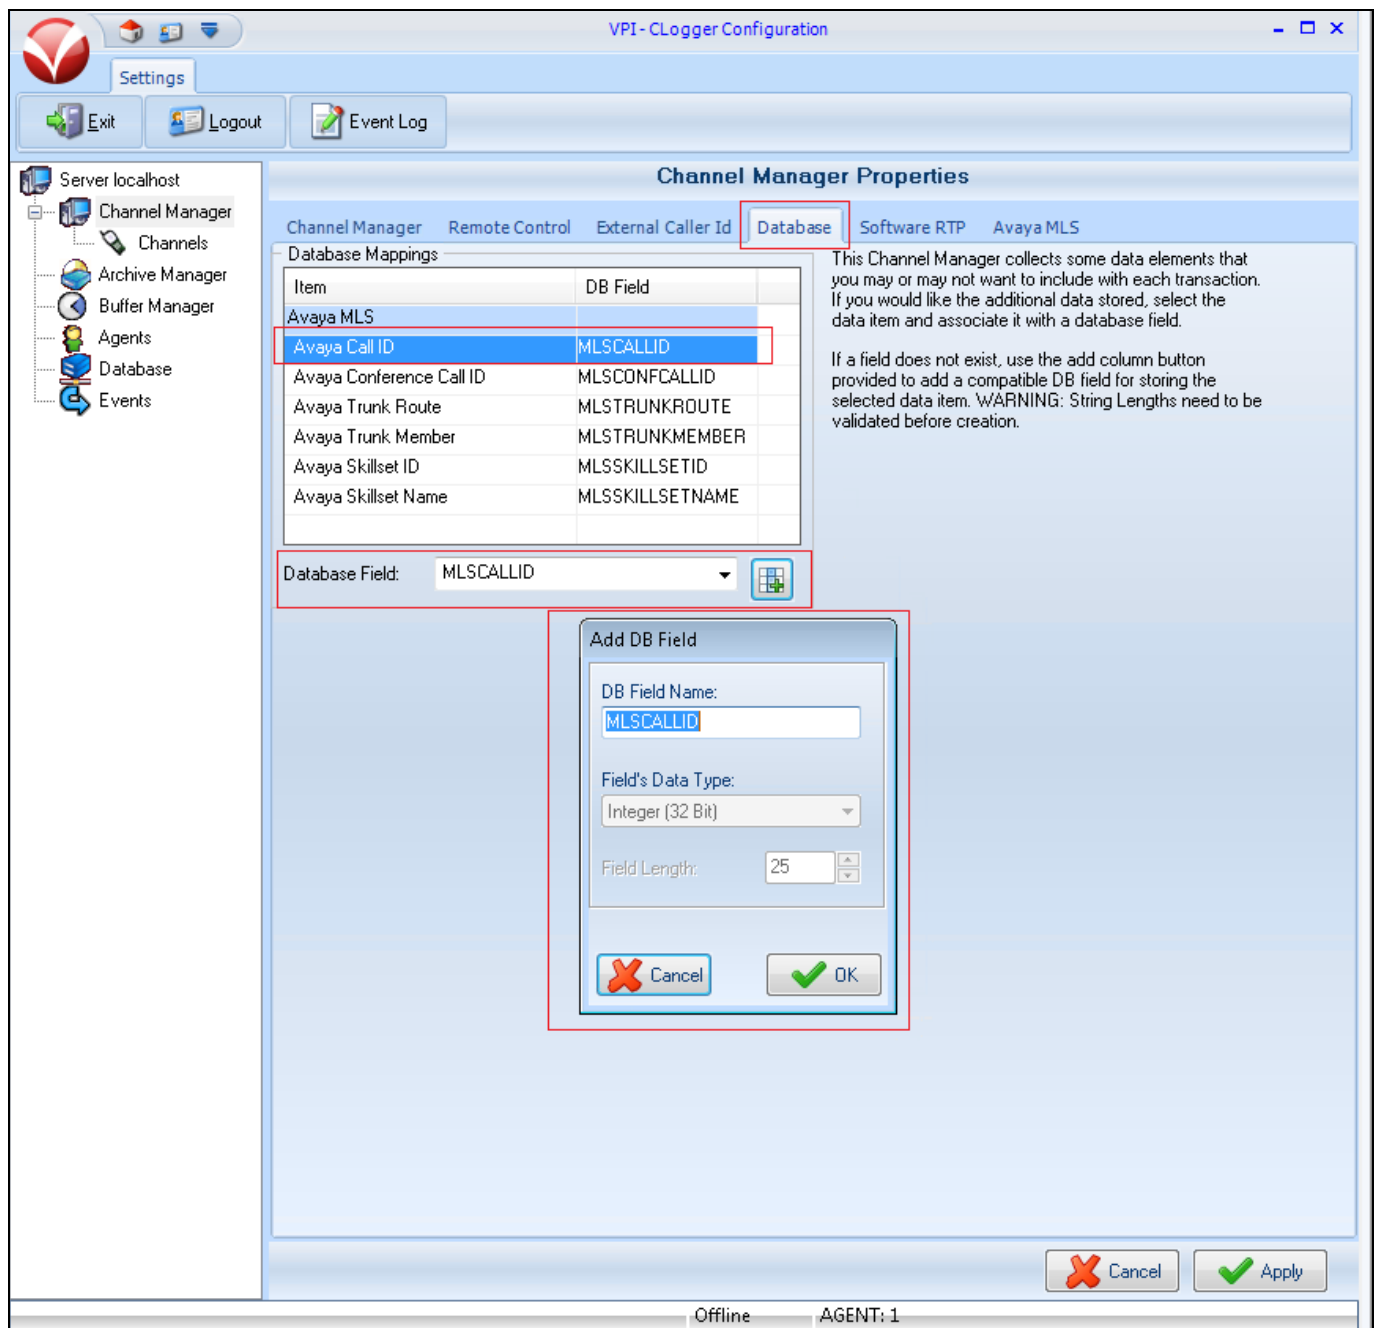 VPI - CLogger Configuration
Settings
Exit
Logout
Event Log
Server localhost
Channel Manager
Channels
Archive Manager
Buffer Manager
Agents
Database
Events
Channel Manager Properties
Channel Manager Remote Control External Caller Id Database Software RTP Avaya MLS
Database Mappings
Item DB Field
Avaya MLS
Avaya Call ID MLSCALLID
Avaya Conference Call ID MLSCONFCALLID
Avaya Trunk Route MLSTRUNKROUTE
Avaya Trunk Member MLSTRUNKMEMBER
Avaya Skillset ID MLSSKILLSETID
Avaya Skillset Name MLSSKILLSETNAME
Database Field: MLSCALLID
This Channel Manager collects some data elements that
you may or may not want to include with each transaction.
If you would like the additional data stored, select the
data item and associate it with a database field.
If a field does not exist, use the add column button
provided to add a compatible DB field for storing the
selected data item. WARNING: String Lengths need to be
validated before creation.
Add DB Field
DB Field Name:
MLSCALLID
Field's Data Type:
Integer (32 Bit)
Field Length: 25
Cancel OK
Cancel Apply
Offline AGENT: 1